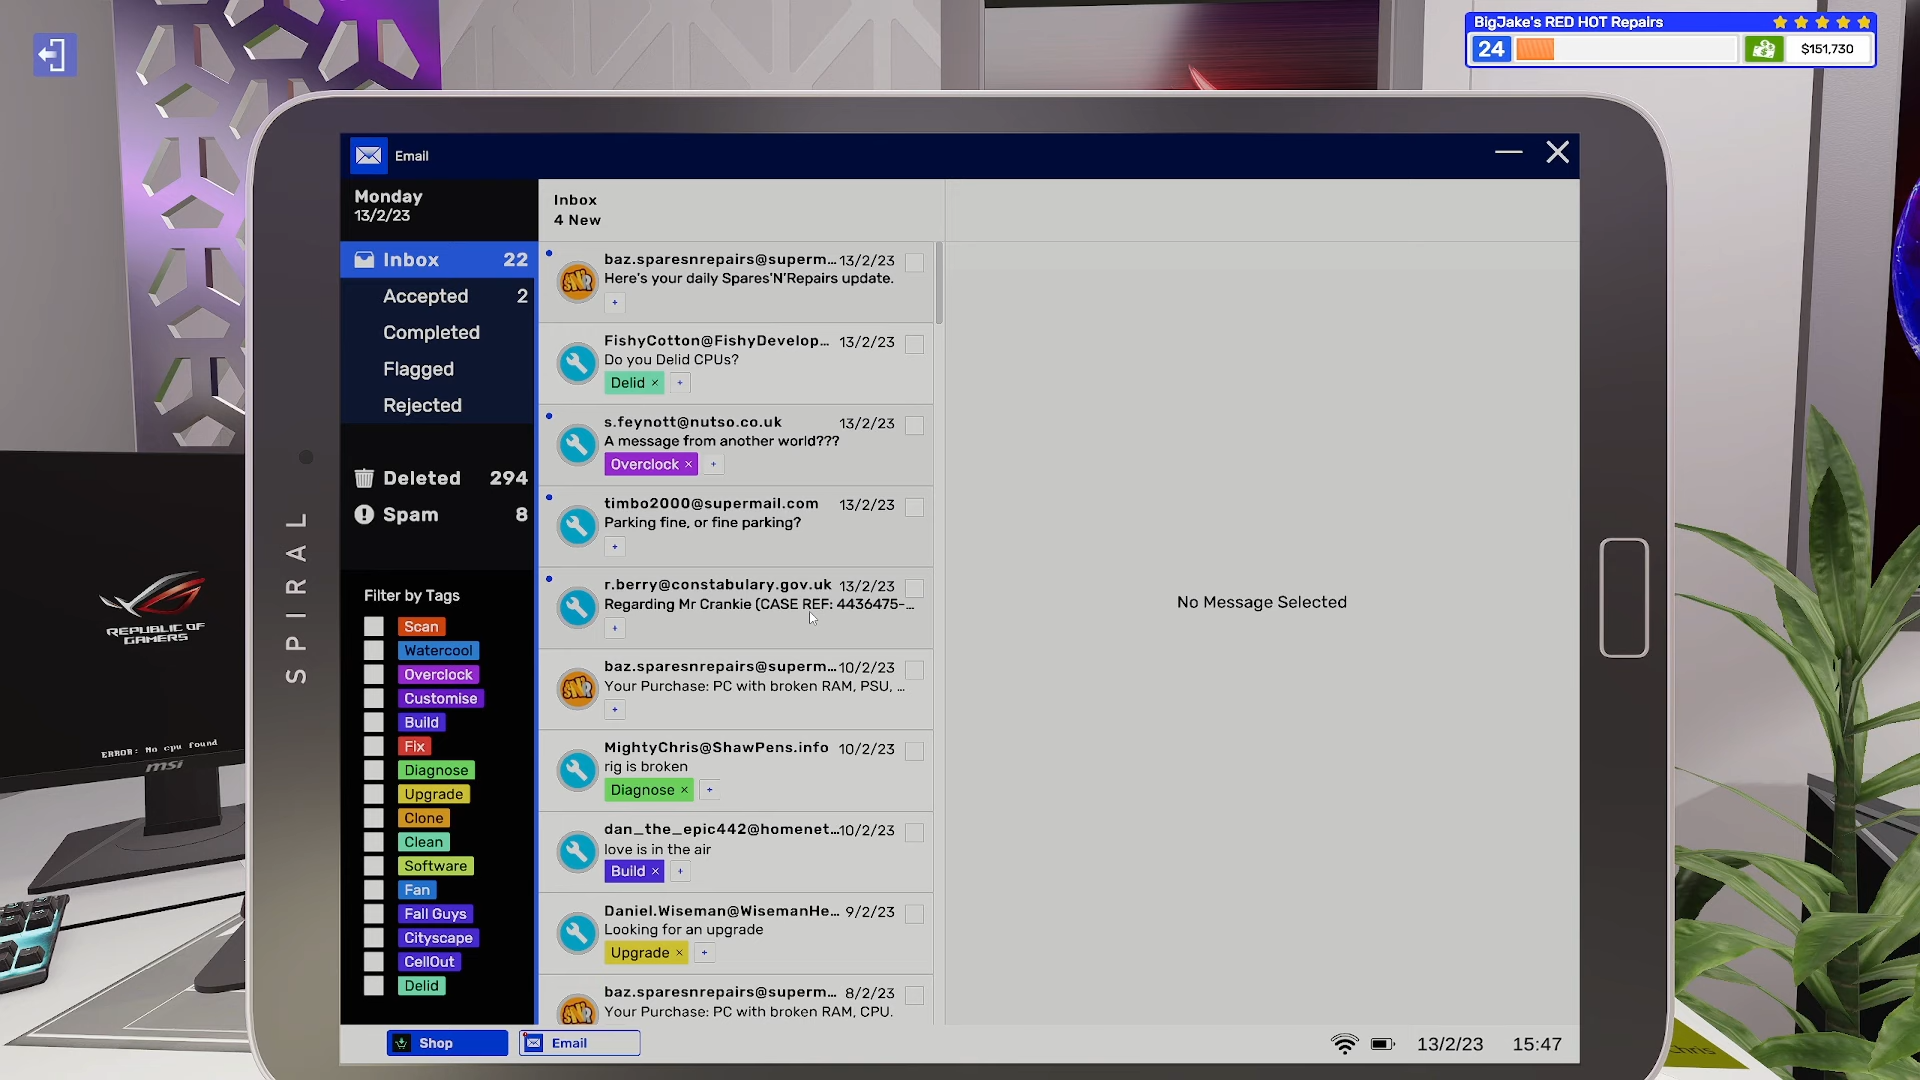 BigJake's RED HOT Repairs
24
$151,730
Email
Monday
13/2/23
Inbox 22
Accepted 2
Completed
Flagged
Rejected
Deleted 294
Spam 8
Filter by Tags
Scan
Watercool
Overclock
Customise
Build
Fix
Diagnose
Upgrade
Clone
Clean
Software
Fan
Fall Guys
Cityscape
CellOut
Delid
Inbox
4 New
baz.sparesnrepairs@superm... 13/2/23
Here's your daily Spares'N'Repairs update.
+
FishyCotton@FishyDevelop... 13/2/23
Do you Delid CPUs?
Delid × +
s.feynott@nutso.co.uk 13/2/23
A message from another world???
Overclock × +
timbo2000@supermail.com 13/2/23
Parking fine, or fine parking?
+
r.berry@constabulary.gov.uk 13/2/23
Regarding Mr Crankie (CASE REF: 4436475-...
+
baz.sparesnrepairs@superm... 10/2/23
Your Purchase: PC with broken RAM, PSU, ...
+
MightyChris@ShawPens.info 10/2/23
rig is broken
Diagnose × +
dan_the_epic442@homenet... 10/2/23
love is in the air
Build × +
Daniel.Wiseman@WisemanHe... 9/2/23
Looking for an upgrade
Upgrade × +
baz.sparesnrepairs@superm... 8/2/23
Your Purchase: PC with broken RAM, CPU.
No Message Selected
Shop
Email
13/2/23 15:47
SPIRAL
SNR
SNR
SNR
REPUBLIC OF
GAMERS
ERROR: No cpu found
msi